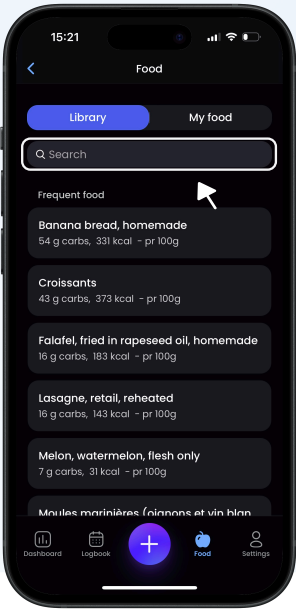 15:21
Food
Library
My food
Search
Frequent food
Banana bread, homemade
54 g carbs, 331 kcal - pr 100g
Croissants
43 g carbs, 373 kcal - pr 100g
Falafel, fried in rapeseed oil, homemade
16 g carbs, 183 kcal - pr 100g
Lasagne, retail, reheated
16 g carbs, 143 kcal - pr 100g
Melon, watermelon, flesh only
7 g carbs, 31 kcal - pr 100g
Moules marinières (oignons et vin blan
Dashboard
Logbook
Food
Settings